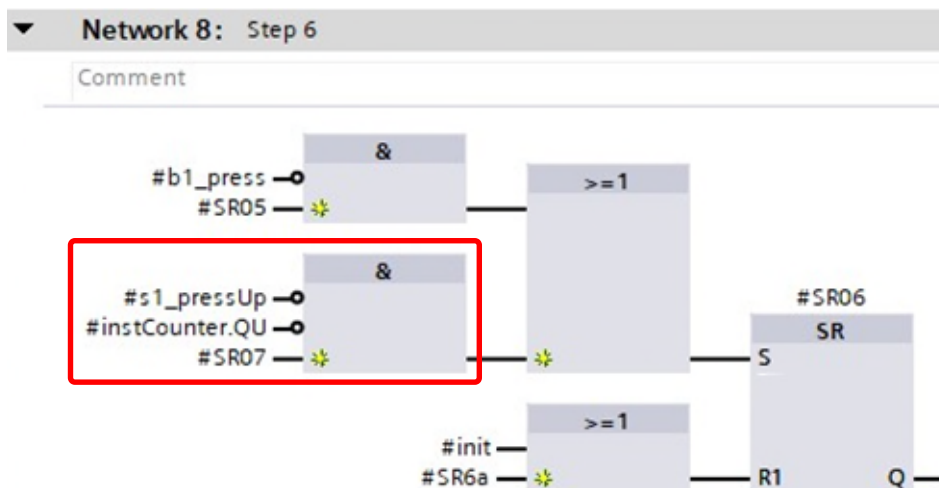 Network 8: Step 6
Comment
&
#b1_press
>=1
#SR05
&
#s1_pressUp
#SR06
#instCounter.QU
SR
#SR07
S
>=1
#init
#SR6a
R1 Q